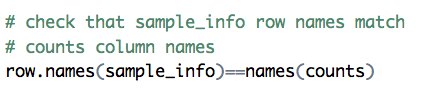 # check that sample_info row names match
# counts column names
row.names(sample_info)==names(counts)